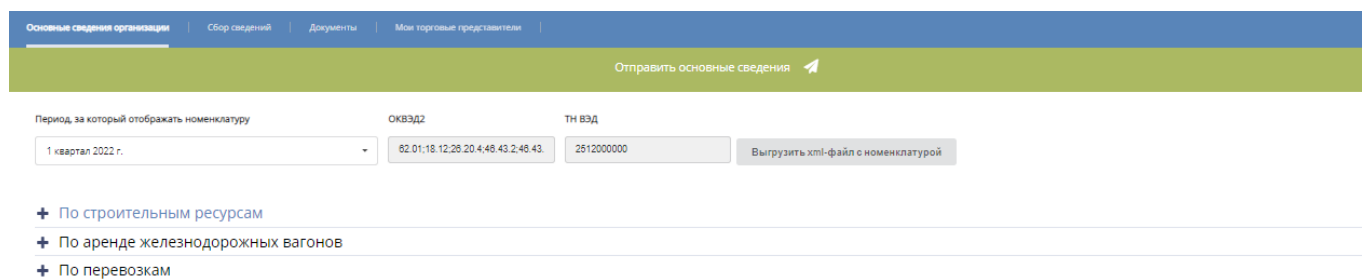 Основные сведения организации Сбор сведений Документы Мои торговые представители
Отправить основные сведения
Период, за который отображать номенклатуру ОКВЭД2 ТН ВЭД
1 квартал 2022 г. 62.01;18.12;26.20.4;46.43.2;46.43. 2512000000 Выгрузить xml-файл с номенклатурой
По строительным ресурсам
По аренде железнодорожных вагонов
По перевозкам